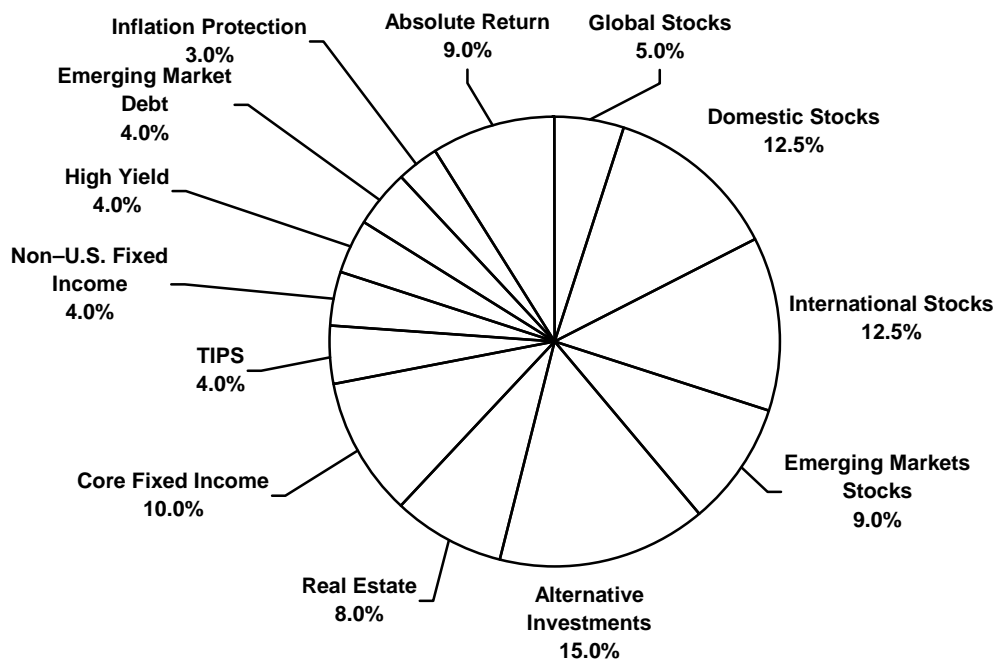 Absolute Return
9.0%
Global Stocks
5.0%
Domestic Stocks
12.5%
International Stocks
12.5%
Emerging Markets
Stocks
9.0%
Alternative
Investments
15.0%
Real Estate
8.0%
Core Fixed Income
10.0%
TIPS
4.0%
Non–U.S. Fixed
Income
4.0%
High Yield
4.0%
Emerging Market
Debt
4.0%
Inflation Protection
3.0%